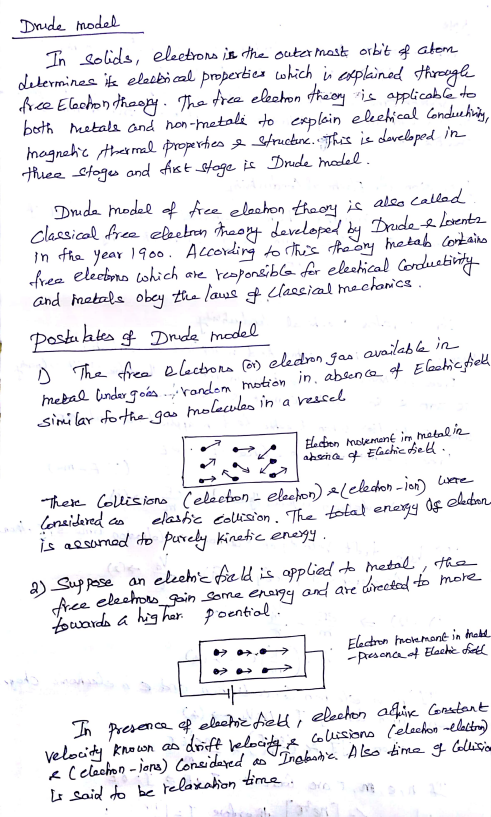 Drude model
In solids, electrons in the outermost orbit of atom
determines its electrical properties which is explained through
free Electron theory. The free electron theory is applicable to
both metals and non-metals to explain electrical conductivity,
magnetic, thermal properties & structure. This is developed in
three stages and first stage is Drude model.
Drude model of free electron theory is also called
Classical free electron theory developed by Drude & Lorentz
in the year 1900. According to this theory metals contains
free electrons which are responsible for electrical conductivity
and metals obey the laws of classical mechanics.
Postulates of Drude model
1) The free electrons (or) electron gas available in
metal undergoes random motion in absence of Electric field
similar to the gas molecules in a vessel
Electron movement in metal in
absence of Electric field.
There Collisions (electron - electron) & (electron - ion) were
considered as elastic collision. The total energy of electron
is assumed to purely kinetic energy.
2) Suppose an electric field is applied to metal, the
free electrons gain some energy and are directed to move
towards a higher poential.
Electron movement in metal
- presence of Electric field
In presence of electric field, electron aquire constant
velocity known as drift velocity & collisions (electron - electron)
& (electron - ions) considered as Inelastic. Also time of Collisio
is said to be relaxation time